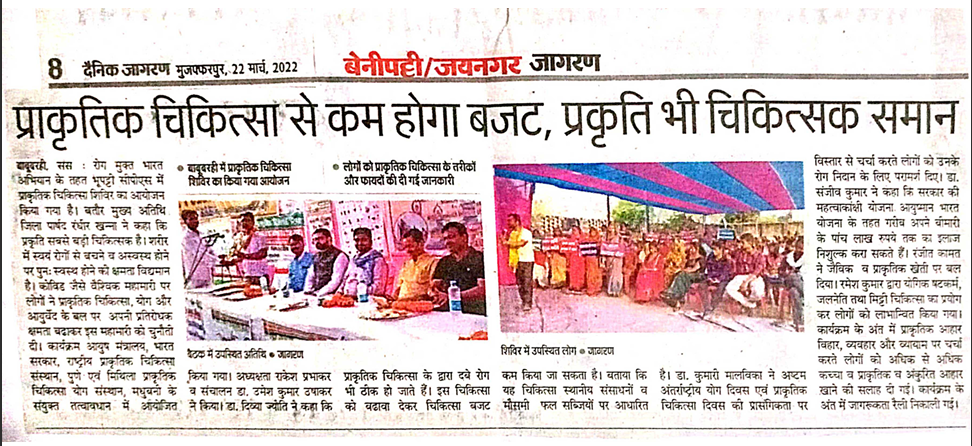 8 दैनिक जागरण मुजफ्फरपुर, 22 मार्च, 2022
बेनीपट्टी/जयनगर जागरण
प्राकृतिक चिकित्सा से कम होगा बजट, प्रकृति भी चिकित्सक समान
बाबूबरही, संस : रोग मुक्त भारत
अभियान के तहत भूपट्टी सीपीएस में
प्राकृतिक चिकित्सा शिविर का आयोजन
किया गया है। बतौर मुख्य अतिथि
जिला पार्षद रंधीर खन्ना ने कहा कि
प्रकृति सबसे बड़ी चिकित्सक है। शरीर
में स्वयं रोगों से बचने व अस्वस्थ होने
पर पुनः स्वस्थ होने की क्षमता विद्यमान
है। कोविड जैसे वैश्विक महामारी पर
लोगों ने प्राकृतिक चिकित्सा, योग और
आयुर्वेद के बल पर अपनी प्रतिरोधक
क्षमता बढाकर इस महामारी को चुनौती
दी। कार्यक्रम आयुष मंत्रालय, भारत
सरकार, राष्ट्रीय प्राकृतिक चिकित्सा
संस्थान, पुणे एवं मिथिला प्राकृतिक
चिकित्सा योग संस्थान, मधुबनी के
संयुक्त तत्वावधान में आयोजित
● बाबूबरही में प्राकृतिक चिकित्सा
शिविर का किया गया आयोजन
● लोगों को प्राकृतिक चिकित्सा के तरीकों
और फायदों की दी गई जानकारी
बैठक में उपस्थित अतिथि ● जागरण
किया गया। अध्यक्षता राकेश प्रभाकर
व संचालन डा. उमेश कुमार उषाकर
ने किया। डा. दिव्या ज्योति ने कहा कि
प्राकृतिक चिकित्सा के द्वारा दबे रोग
भी ठीक हो जाते हैं। इस चिकित्सा
को बढ़ावा देकर चिकित्सा बजट
शिविर में उपस्थित लोग ● जागरण
कम किया जा सकता है। बताया कि
यह चिकित्सा स्थानीय संसाधनों व
मौसमी फल सब्जियों पर आधारित
है। डा. कुमारी मालविका ने अष्टम
अंतर्राष्ट्रीय योग दिवस एवं प्राकृतिक
चिकित्सा दिवस की प्रासंगिकता पर
विस्तार से चर्चा करते लोगों को उनके
रोग निदान के लिए परामर्श दिए। डा.
संजीव कुमार ने कहा कि सरकार की
महत्वाकांक्षी योजना आयुष्मान भारत
योजना के तहत गरीब अपने बीमारी
के पांच लाख रुपये तक का इलाज
निशुल्क करा सकते हैं। रंजीत कामत
ने जैविक व प्राकृतिक खेती पर बल
दिया। रमेश कुमार द्वारा यौगिक षटकर्म,
जलनेति तथा मिट्टी चिकित्सा का प्रयोग
कर लोगों को लाभान्वित किया गया।
कार्यक्रम के अंत में प्राकृतिक आहार
विहार, व्यवहार और व्यायाम पर चर्चा
करते लोगों को अधिक से अधिक
कच्चा व प्राकृतिक व अंकुरित आहार
खाने की सलाह दी गई। कार्यक्रम के
अंत में जागरूकता रैली निकाली गई।